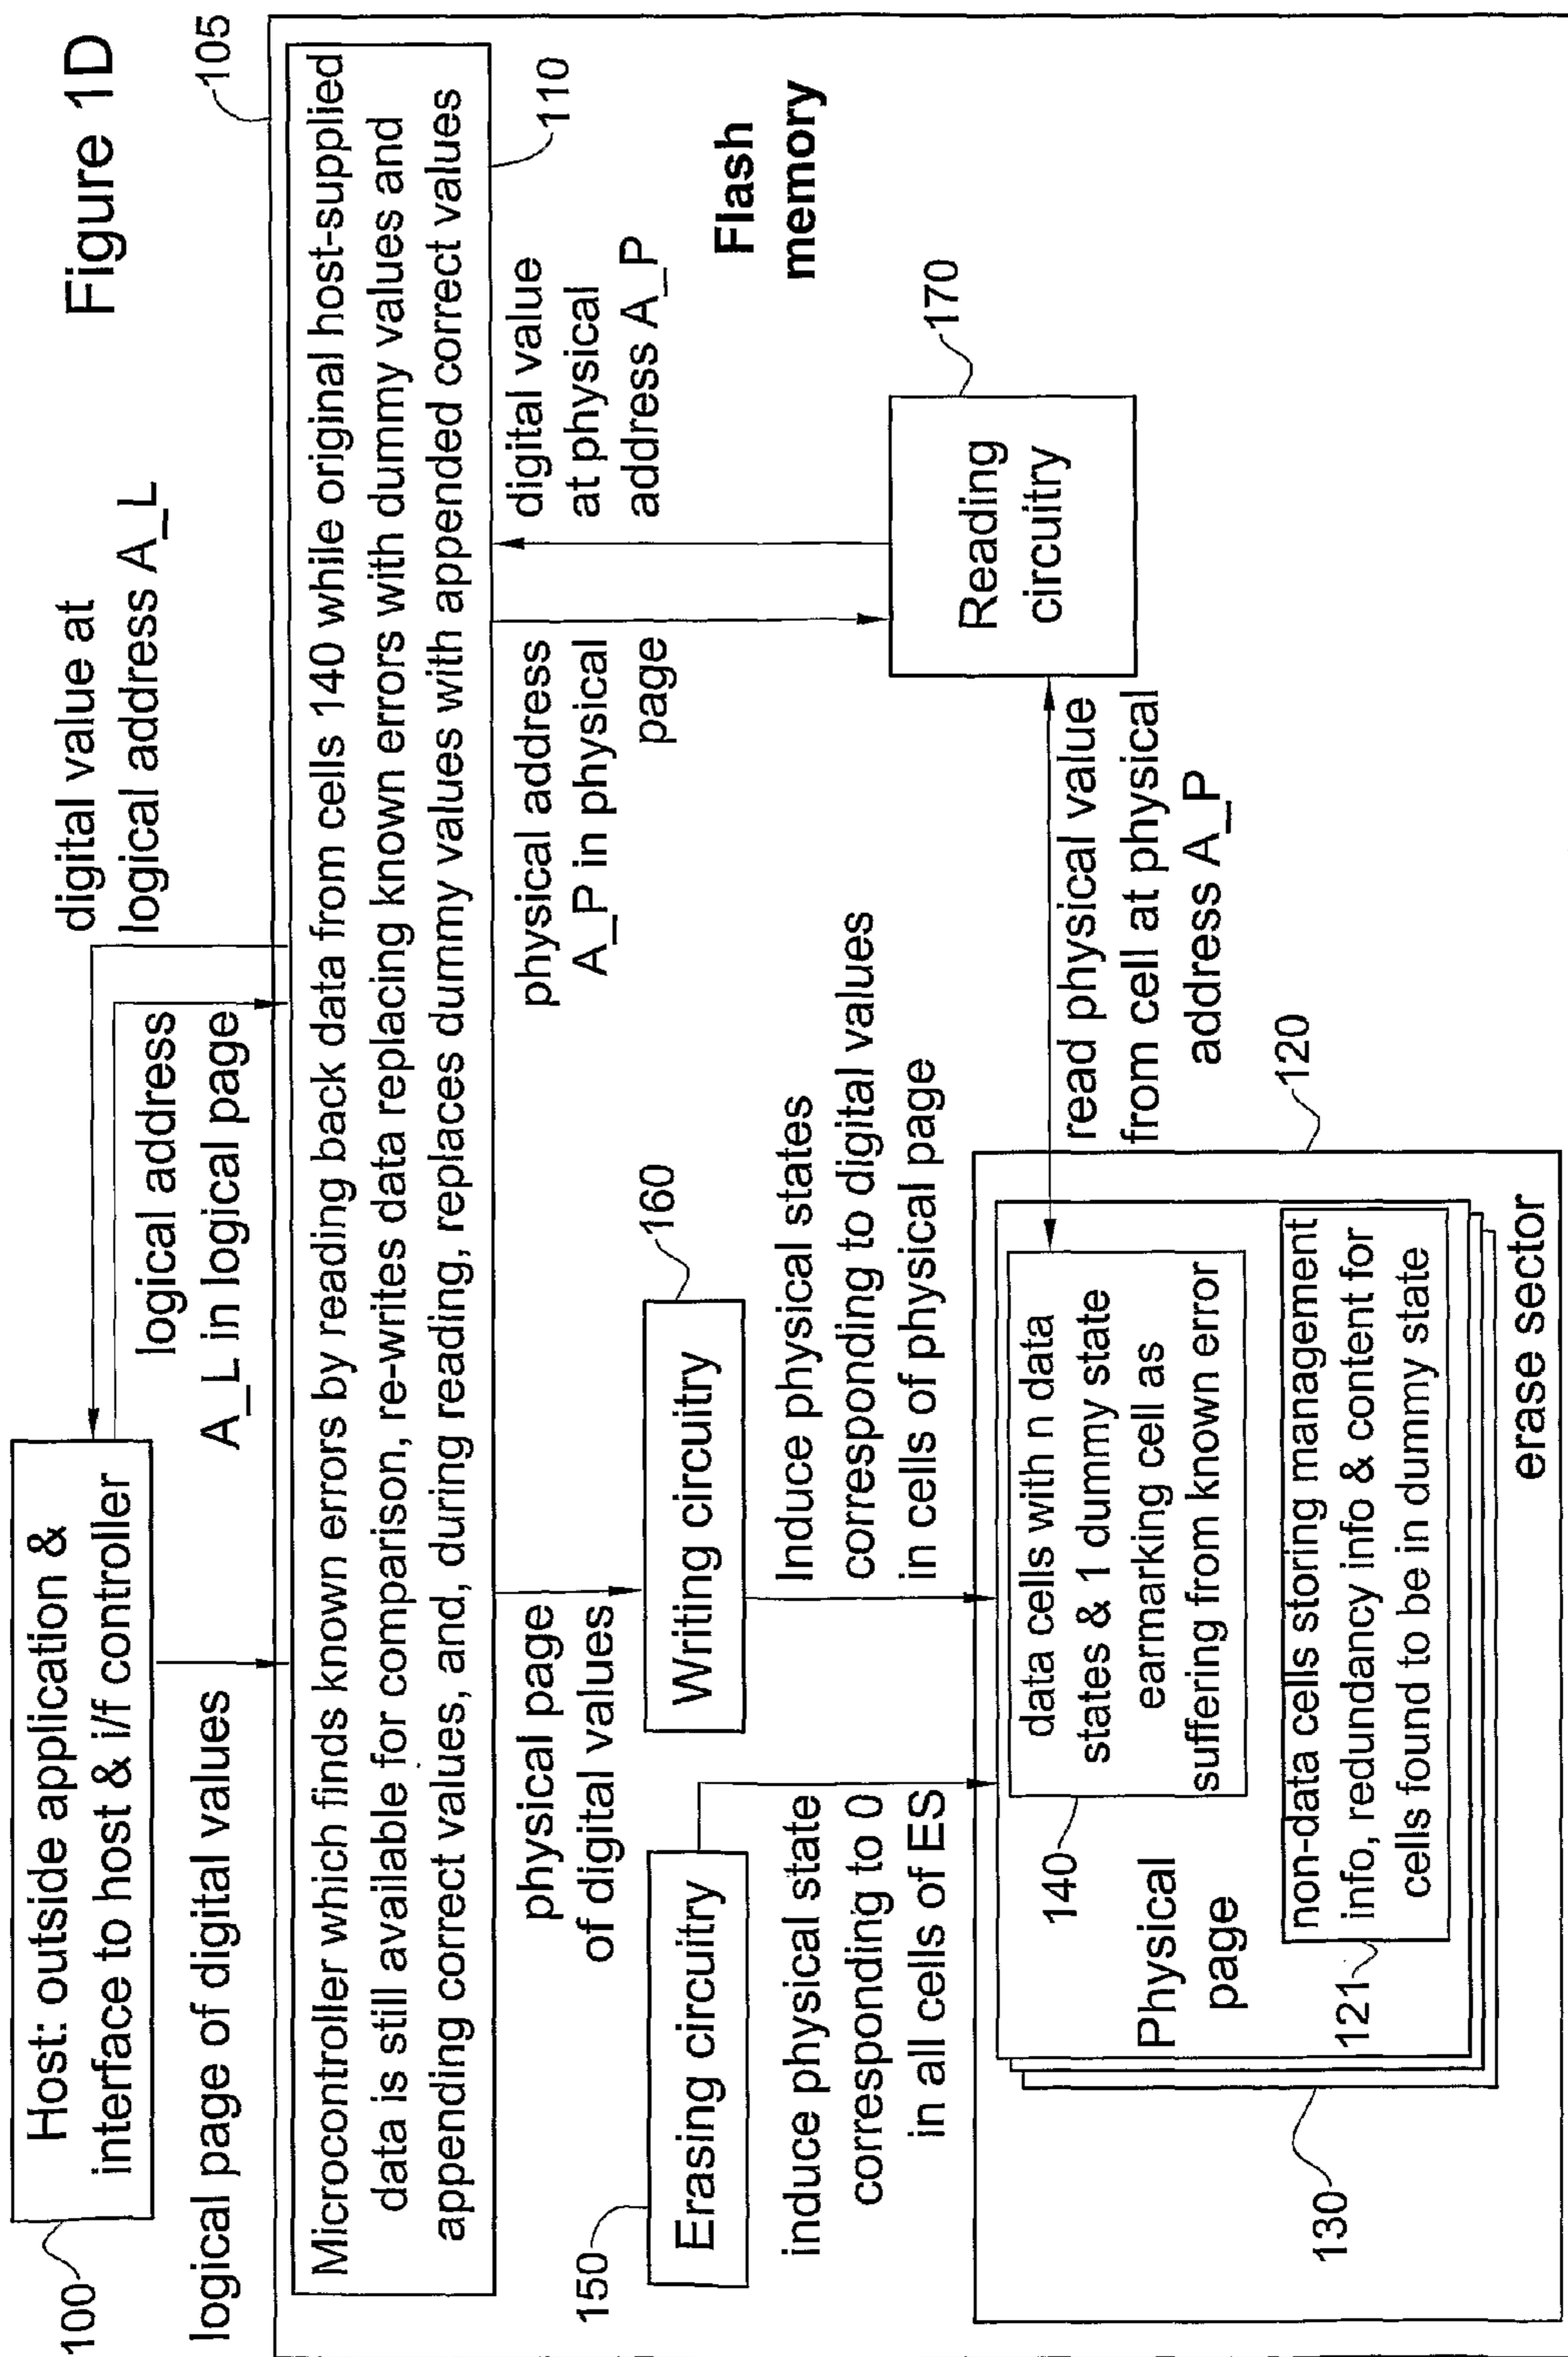 Figure 1D
100
Host: outside application &
interface to host & i/f controller
digital value at
logical address A_L
logical address
A_L in logical page
logical page of digital values
105
Microcontroller which finds known errors by reading back data from cells 140 while original host-supplied
data is still available for comparison, re-writes data replacing known errors with dummy values and
appending correct values, and, during reading, replaces dummy values with appended correct values
110
Flash
memory
physical page
of digital values
physical address
A_P in physical
page
digital value
at physical
address A_P
150
Erasing circuitry
160
Writing circuitry
170
Reading
circuitry
induce physical state
corresponding to 0
in all cells of ES
Induce physical states
corresponding to digital values
in cells of physical page
read physical value
from cell at physical
address A_P
120
130
140
Physical
page
data cells with n data
states & 1 dummy state
earmarking cell as
suffering from known error
121
non-data cells storing management
info, redundancy info & content for
cells found to be in dummy state
erase sector